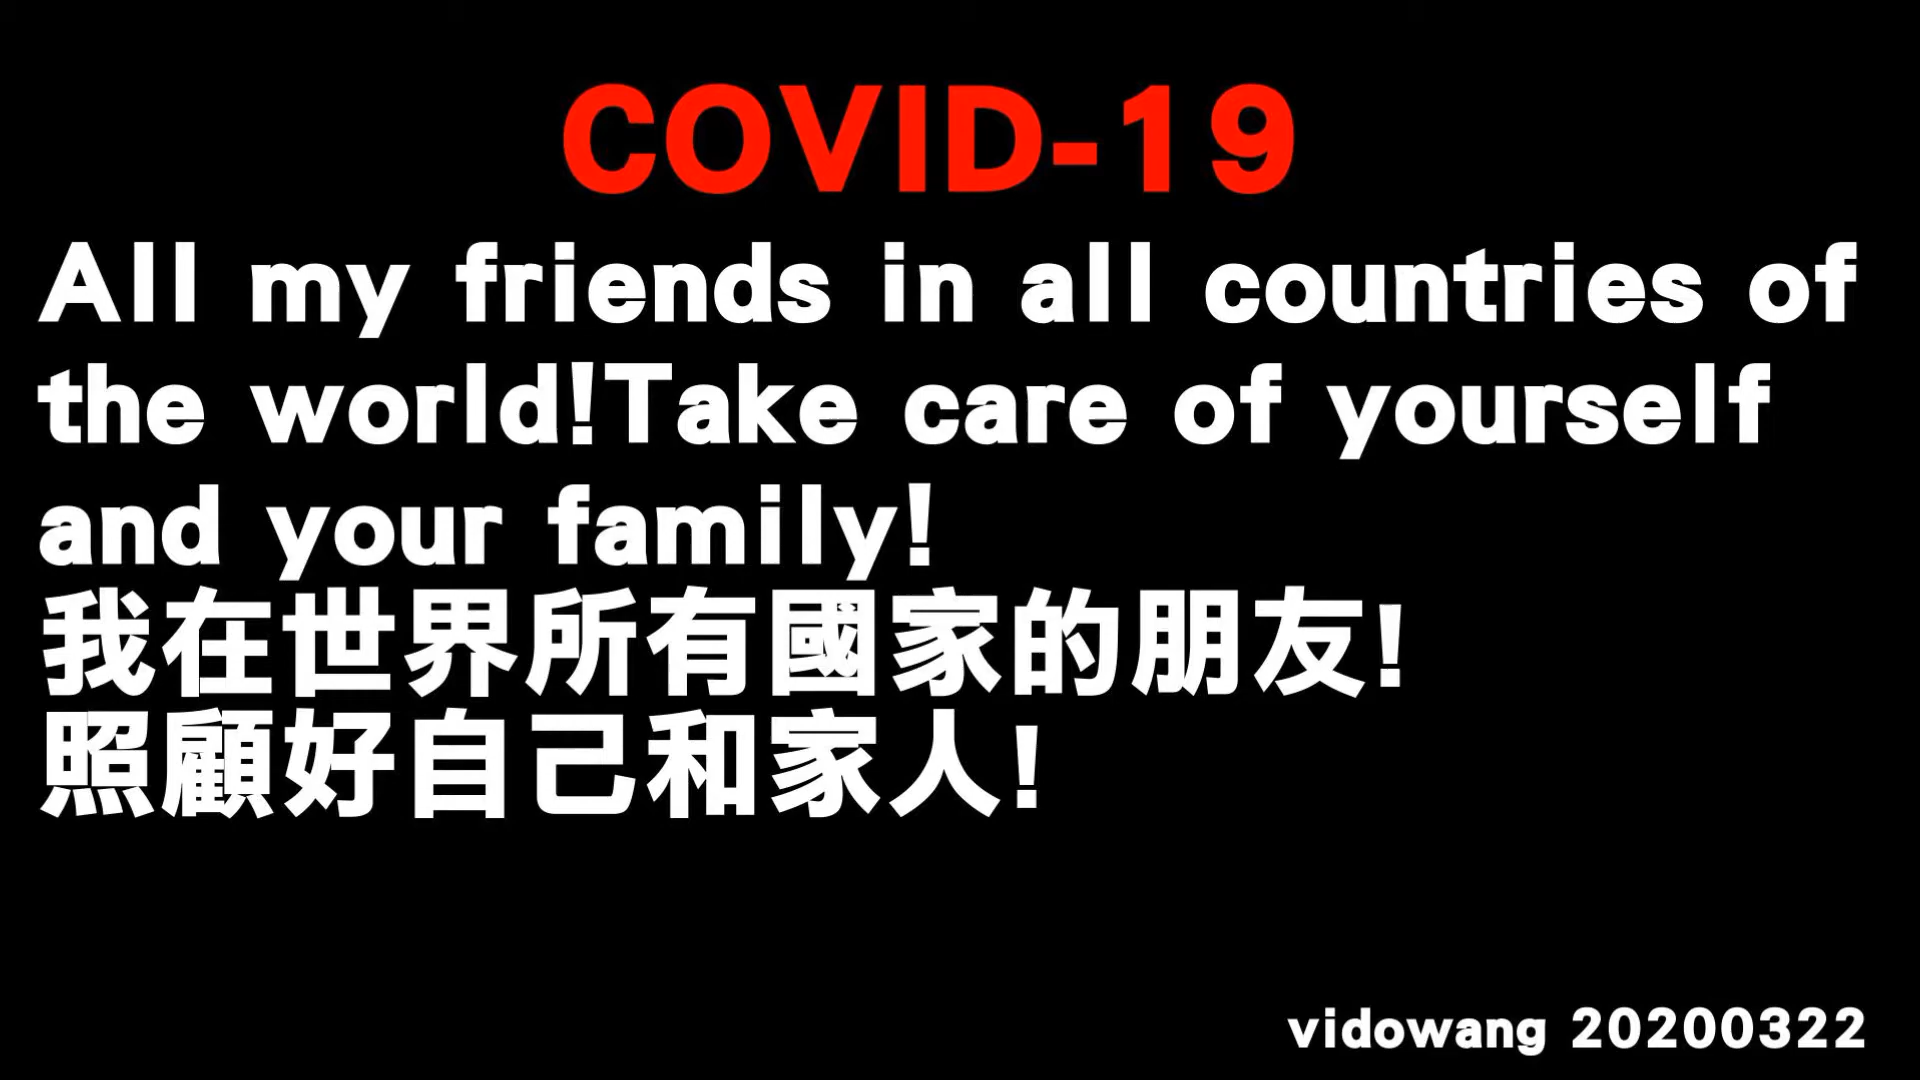 COVID-19
All my friends in all countries of
the world!Take care of yourself
and your family!
我在世界所有國家的朋友!
照顧好自己和家人!
vidowang 20200322